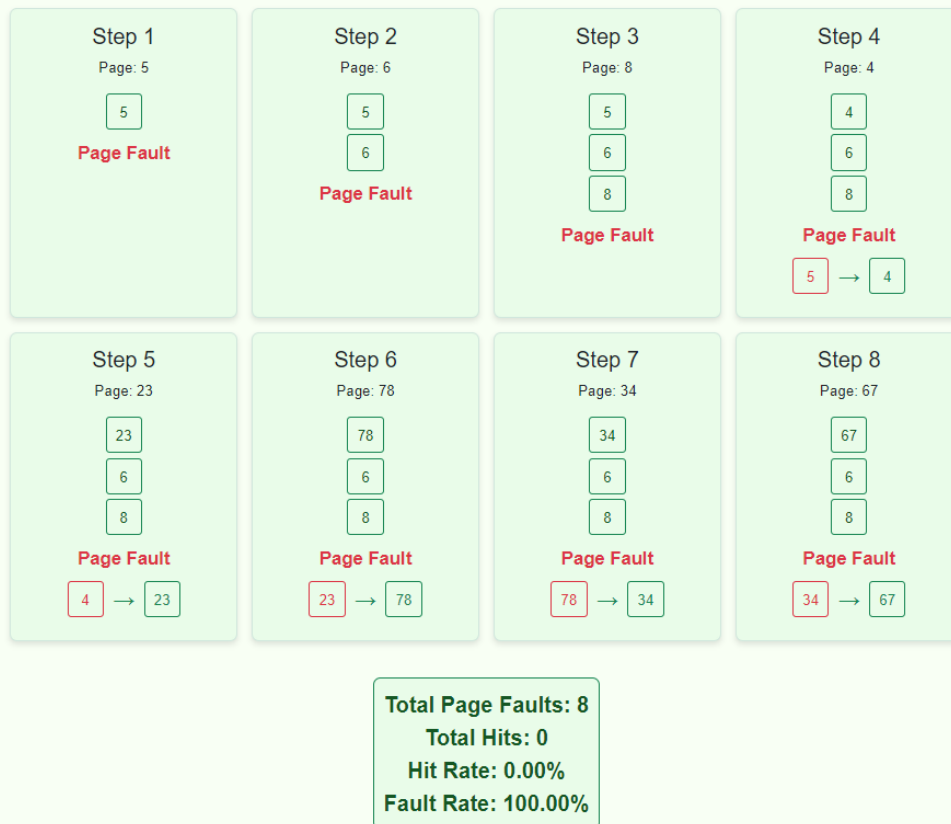 Step 1
Page: 5
5
Page Fault
Step 2
Page: 6
5
6
Page Fault
Step 3
Page: 8
5
6
8
Page Fault
Step 4
Page: 4
4
6
8
Page Fault
5 → 4
Step 5
Page: 23
23
6
8
Page Fault
4 → 23
Step 6
Page: 78
78
6
8
Page Fault
23 → 78
Step 7
Page: 34
34
6
8
Page Fault
78 → 34
Step 8
Page: 67
67
6
8
Page Fault
34 → 67
Total Page Faults: 8
Total Hits: 0
Hit Rate: 0.00%
Fault Rate: 100.00%